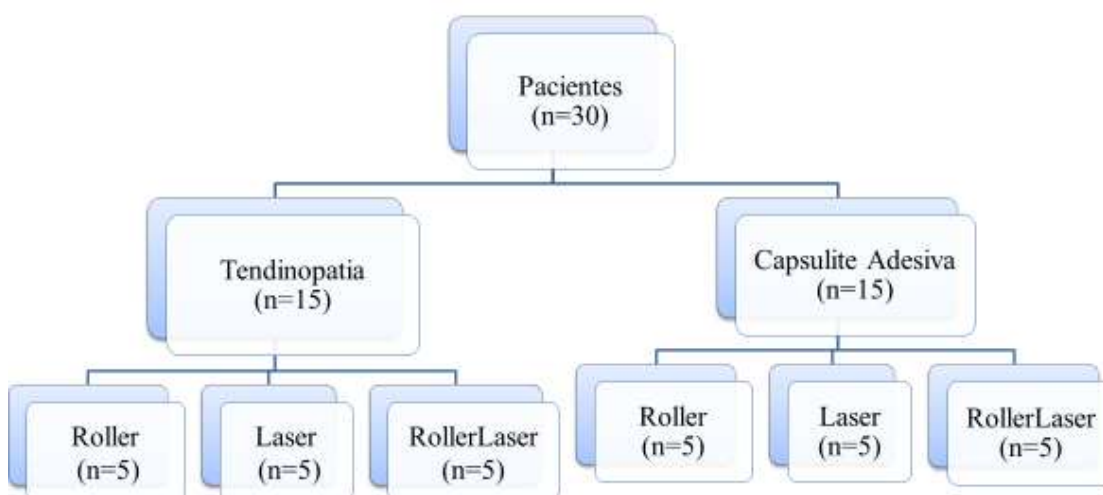 Pacientes
(n=30)
Tendinopatia
(n=15)
Capsulite Adesiva
(n=15)
Roller
(n=5)
Laser
(n=5)
RollerLaser
(n=5)
Roller
(n=5)
Laser
(n=5)
RollerLaser
(n=5)